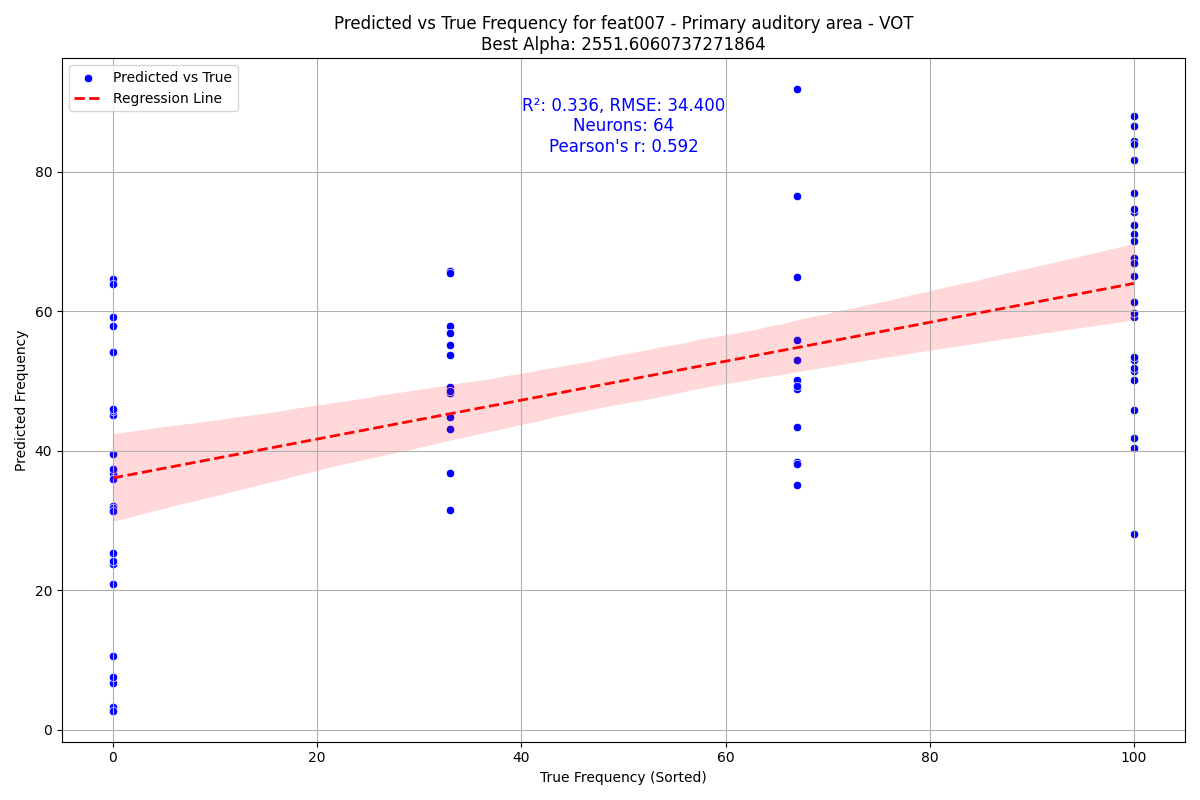 Predicted vs True Frequency for feat007 - Primary auditory area - VOT
Best Alpha: 2551.6060737271864
Predicted vs True
Regression Line
R²: 0.336, RMSE: 34.400
Neurons: 64
Pearson's r: 0.592
Predicted Frequency
80
60
40
20
0
0 20 40 60 80 100
True Frequency (Sorted)